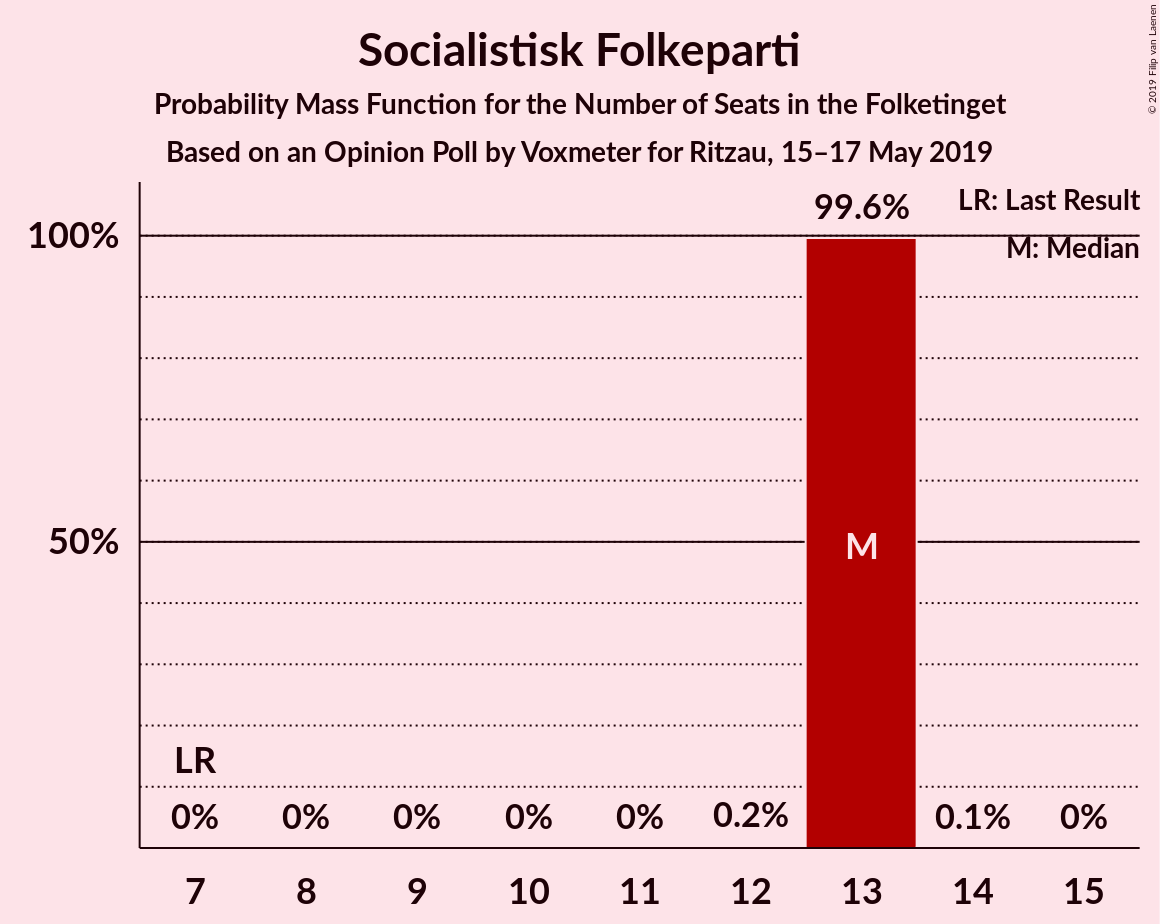 Socialistisk Folkeparti
Probability Mass Function for the Number of Seats in the Folketinget
Based on an Opinion Poll by Voxmeter for Ritzau, 15–17 May 2019
© 2019 Filip van Laenen
99.6%
LR: Last Result
100%
M: Median
50%
M
LR
0% 0% 0% 0% 0% 0.2% 0.1% 0%
7 8 9 10 11 12 13 14 15